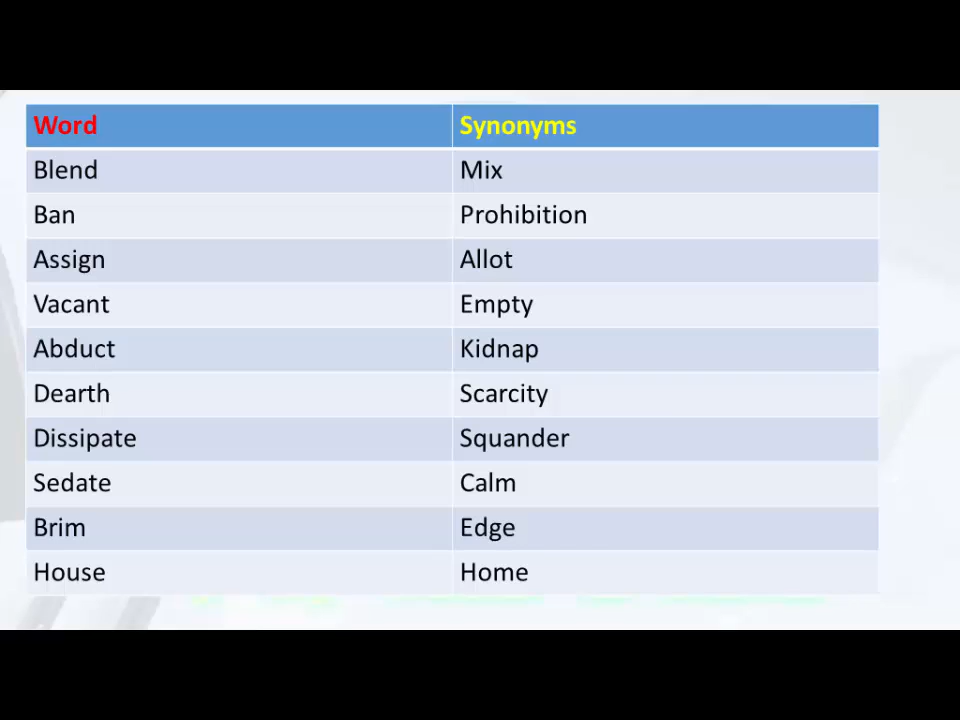 Word Synonyms
Blend Mix
Ban Prohibition
Assign Allot
Vacant Empty
Abduct Kidnap
Dearth Scarcity
Dissipate Squander
Sedate Calm
Brim Edge
House Home